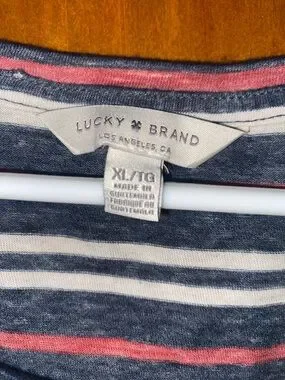 LUCKY BRAND
LOS ANGELES, CA
XL/TG
MADE IN
GUATEMALA
FABRIQUÉ AU
GUATEMALA